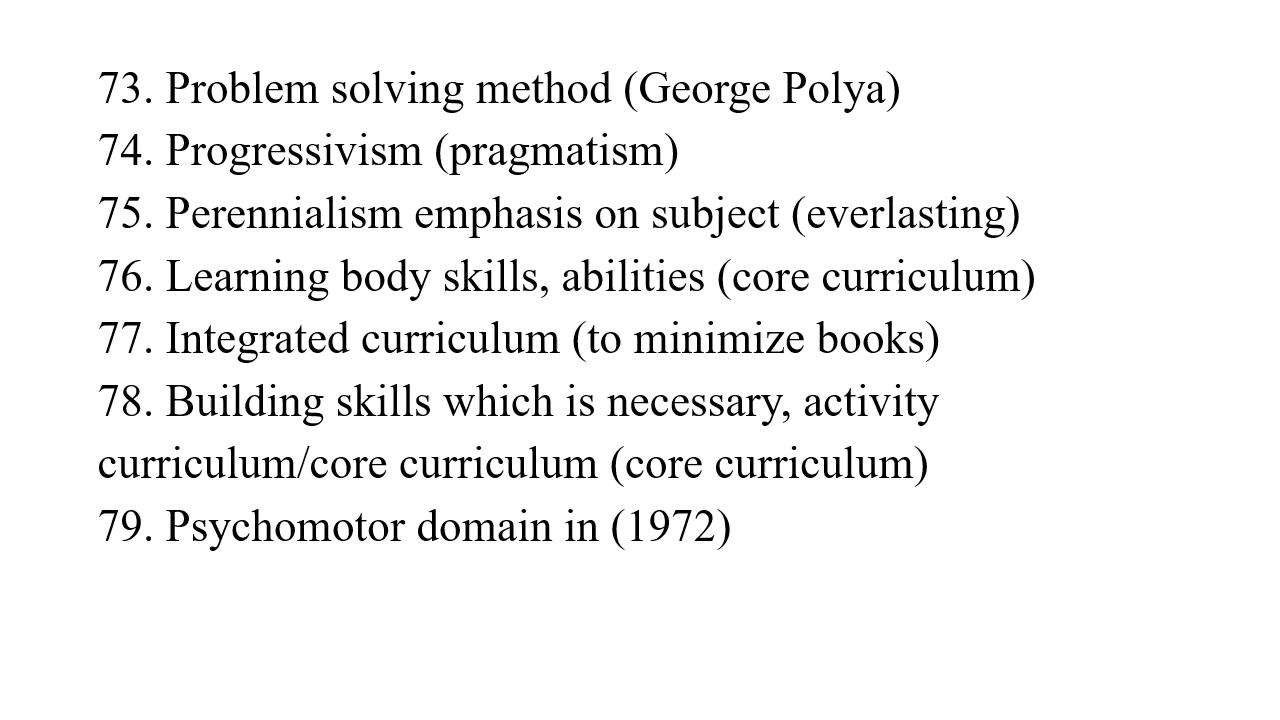 73. Problem solving method (George Polya)
74. Progressivism (pragmatism)
75. Perennialism emphasis on subject (everlasting)
76. Learning body skills, abilities (core curriculum)
77. Integrated curriculum (to minimize books)
78. Building skills which is necessary, activity
curriculum/core curriculum (core curriculum)
79. Psychomotor domain in (1972)